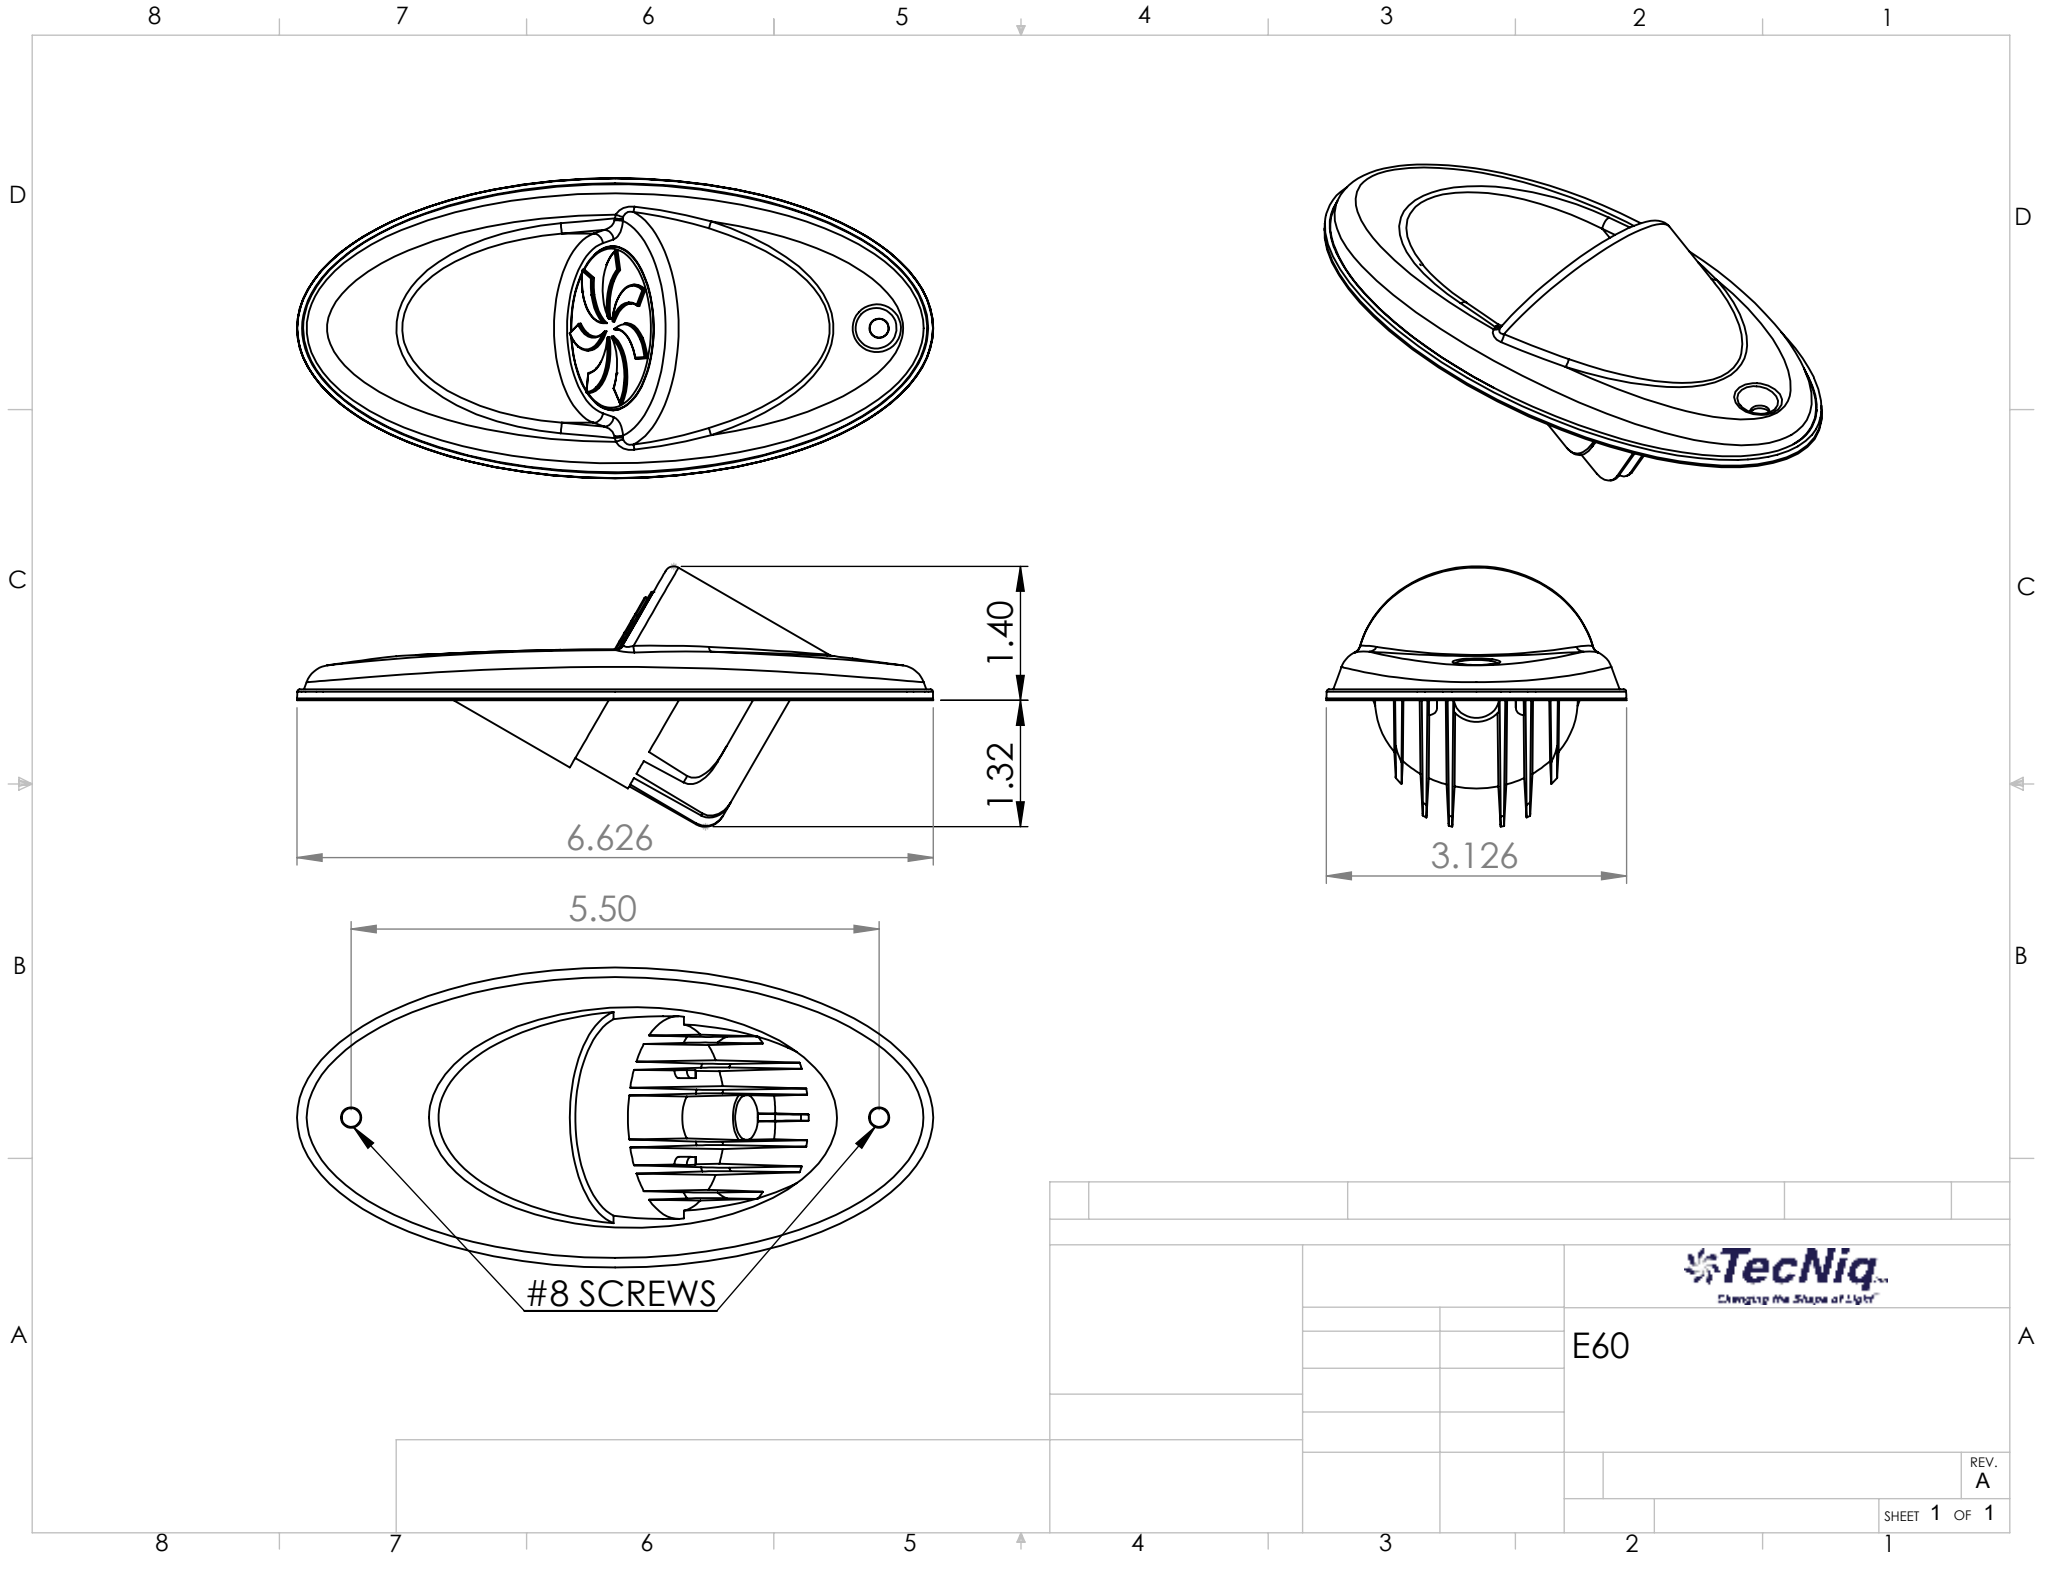 8 7 6 5 4 3 2 1
D D
C C
1.40
1.32
6.626
3.126
5.50
B B
#8 SCREWS
TecNiq
Changing the Shape of Light
A A
E60
REV.
A
SHEET 1 OF 1
8 7 6 5 4 3 2 1